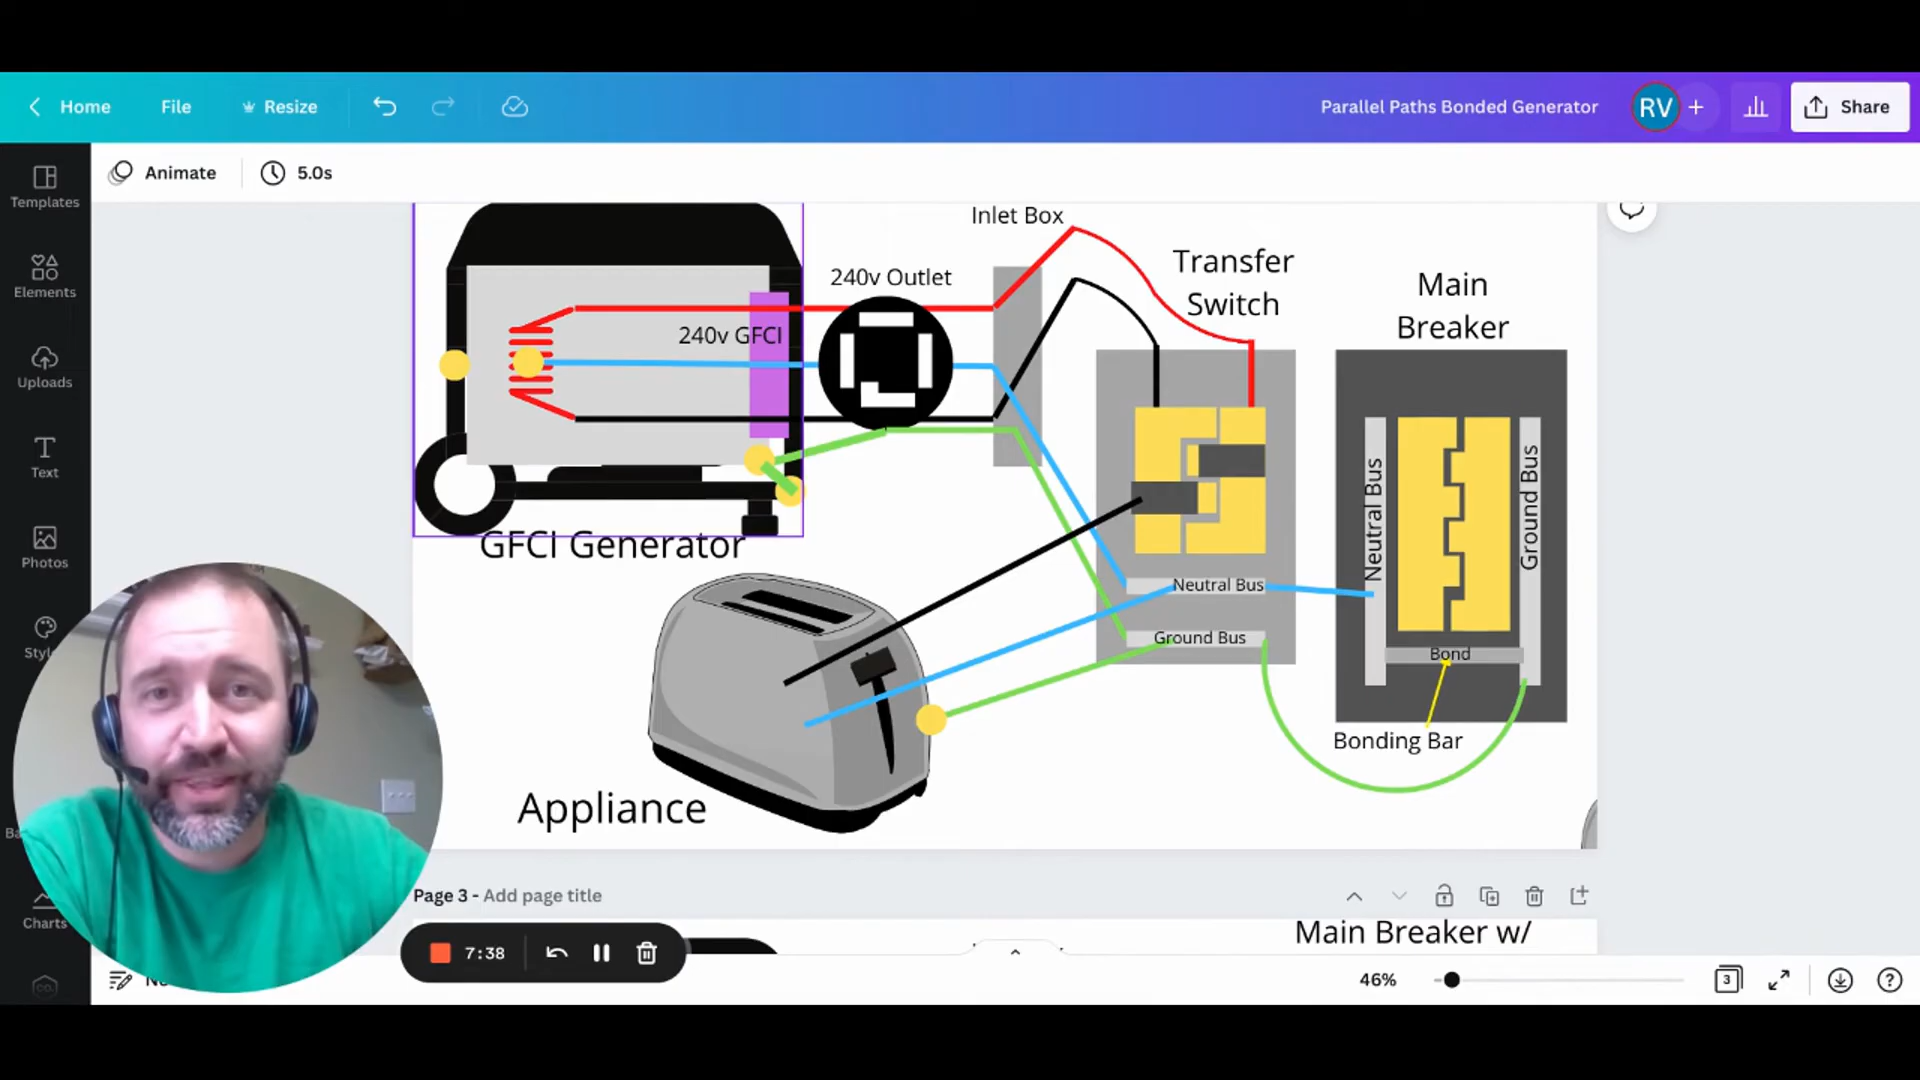 Home File Resize
Parallel Paths Bonded Generator RV + Share
Animate 5.0s
Templates
Elements
Uploads
Text
Photos
Charts
Inlet Box
240v Outlet
Transfer
Switch
Main
Breaker
240v GFCI
Neutral Bus
Ground Bus
GFCI Generator
Neutral Bus
Ground Bus
Bond
Bonding Bar
Appliance
Page 3 - Add page title
Main Breaker w/
7:38
46%
3
?